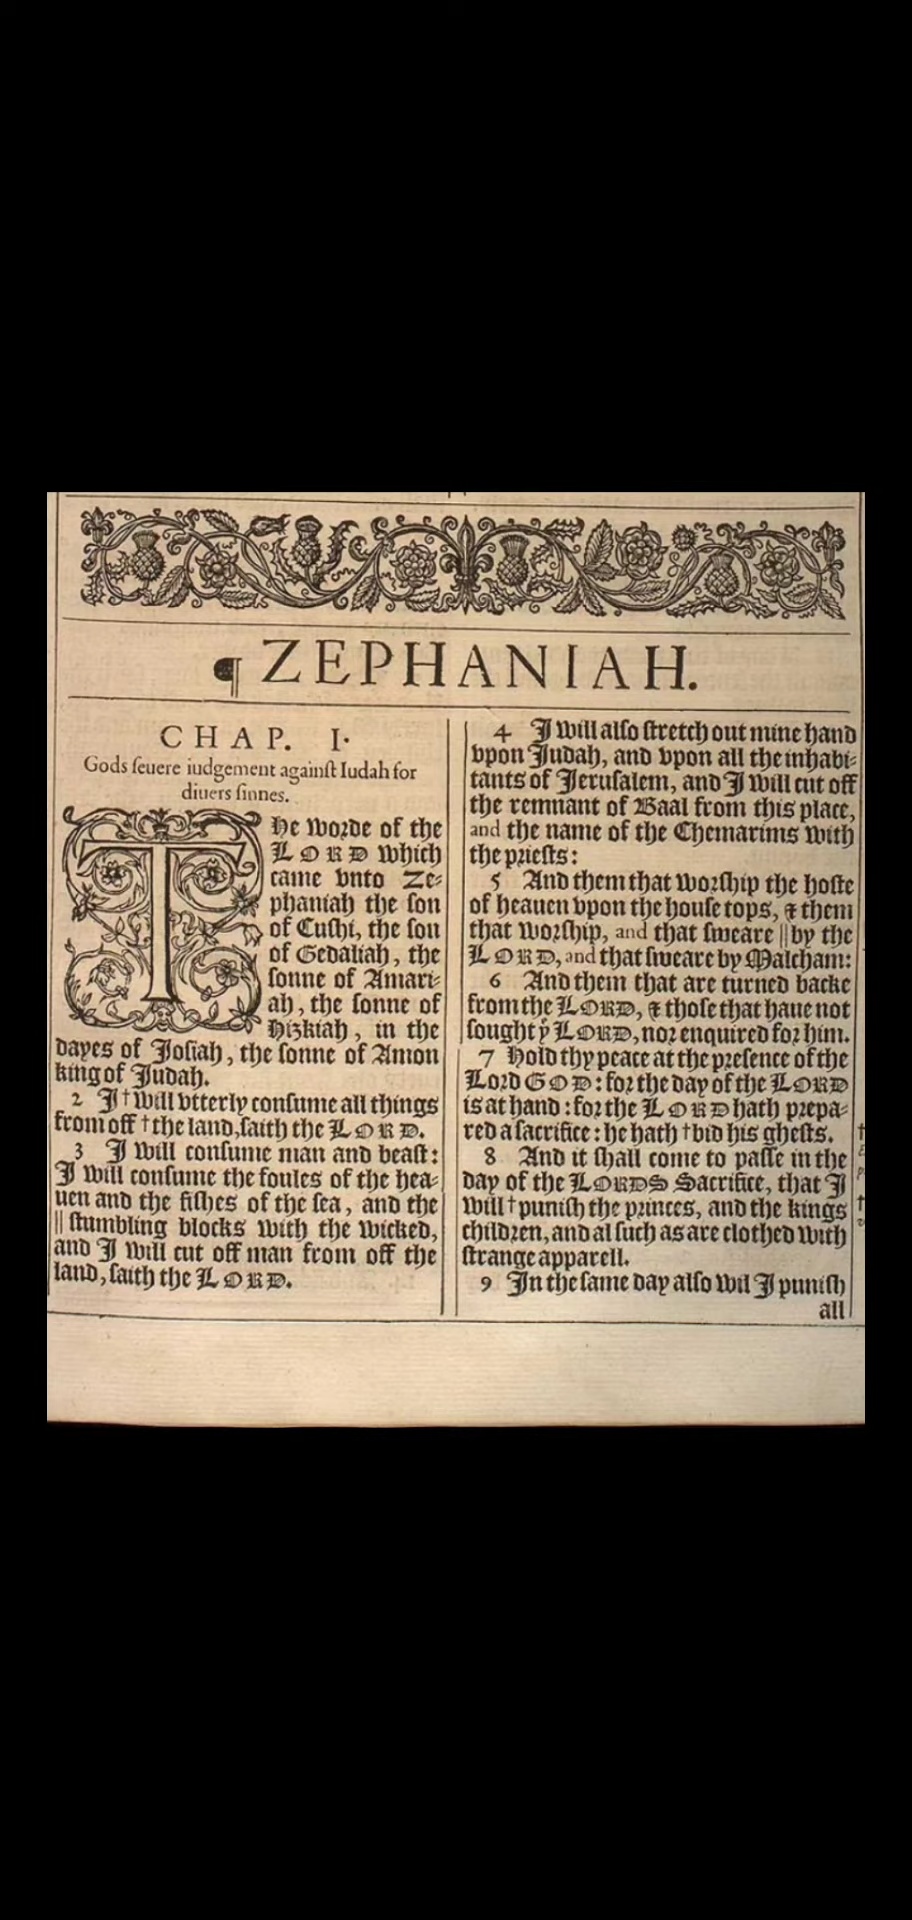 ¶ ZEPHANIAH.
CHAP. I.
Gods ſeuere iudgement againſt Iudah for
diuers ſinnes.
The worde of the
LORD which
came vnto Ze-
phaniah the ſon
of Cuſhi, the ſon
of Gedaliah, the
ſonne of Amari-
ah, the ſonne of
Hizkiah, in the
dayes of Joſiah, the ſonne of Amon
king of Judah.
2 I † will vtterly conſume all things
from off † the land, ſaith the LORD.
3 I will conſume man and beaſt:
I will conſume the foules of the hea-
uen and the fiſhes of the ſea, and the
|| ſtumbling blocks with the wicked,
and I will cut off man from off the
land, ſaith the LORD.
4 I will alſo ſtretch out mine hand
vpon Judah, and vpon all the inhabi-
tants of Jeruſalem, and I will cut off
the remnant of Baal from this place,
and the name of the Chemarims with
the prieſts:
5 And them that worſhip the hoſte
of heauen vpon the houſe tops, & them
that worſhip, and that ſweare || by the
LORD, and that ſweare by Malcham:
6 And them that are turned backe
from the LORD, & thoſe that haue not
ſought yͤ LORD, nor enquired for him.
7 Hold thy peace at the preſence of the
Lord GOD: for the day of the LORD
is at hand: for the LORD hath prepa-
red a ſacrifice: he hath † bid his gheſts.
8 And it ſhall come to paſſe in the
day of the LORDS Sacrifice, that I
will † puniſh the princes, and the kings
children, and al ſuch as are clothed with
ſtrange apparell.
9 In the ſame day alſo wil I puniſh
all